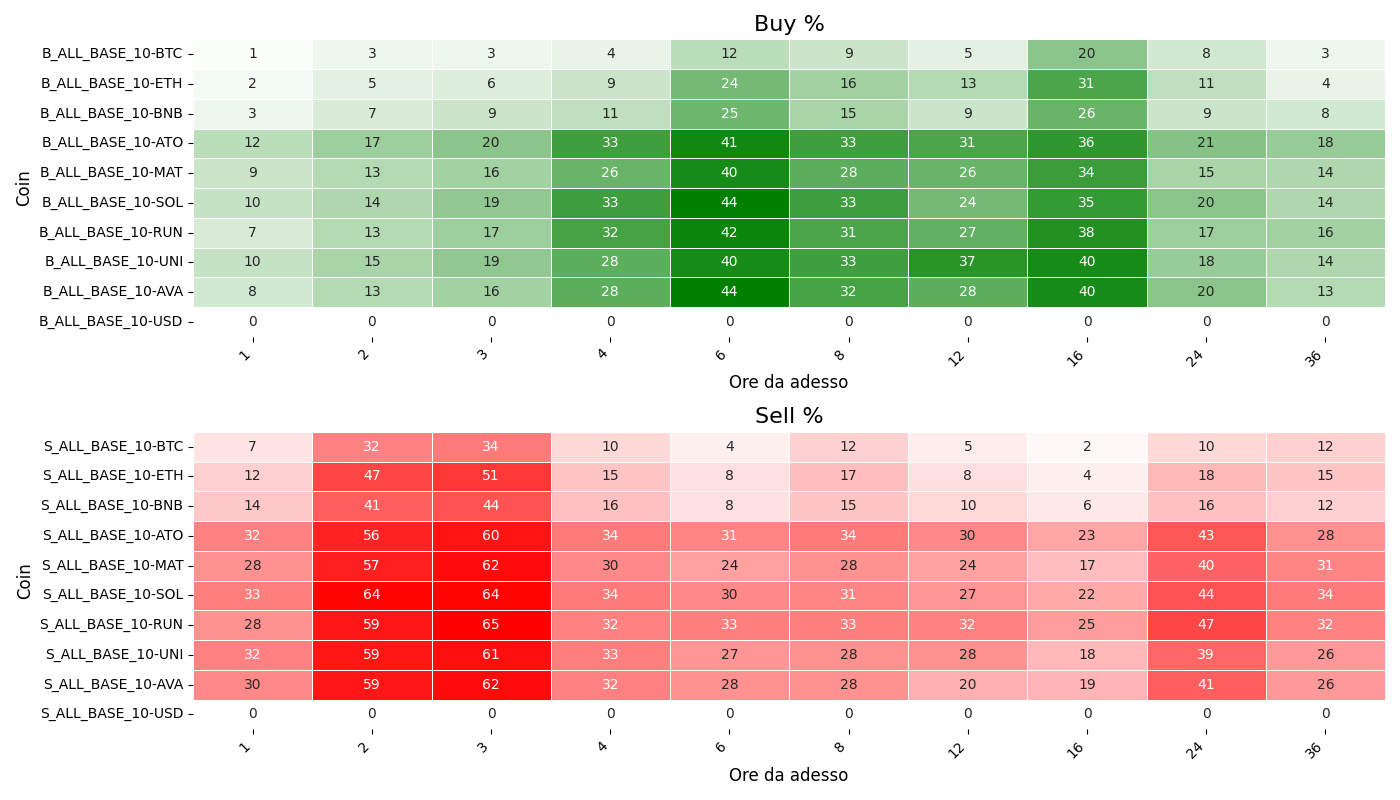 Buy %
Coin
B_ALL_BASE_10-BTC 1 3 3 4 12 9 5 20 8 3
B_ALL_BASE_10-ETH 2 5 6 9 24 16 13 31 11 4
B_ALL_BASE_10-BNB 3 7 9 11 25 15 9 26 9 8
B_ALL_BASE_10-ATO 12 17 20 33 41 33 31 36 21 18
B_ALL_BASE_10-MAT 9 13 16 26 40 28 26 34 15 14
B_ALL_BASE_10-SOL 10 14 19 33 44 33 24 35 20 14
B_ALL_BASE_10-RUN 7 13 17 32 42 31 27 38 17 16
B_ALL_BASE_10-UNI 10 15 19 28 40 33 37 40 18 14
B_ALL_BASE_10-AVA 8 13 16 28 44 32 28 40 20 13
B_ALL_BASE_10-USD 0 0 0 0 0 0 0 0 0 0
1 2 3 4 6 8 12 16 24 36
Ore da adesso
Sell %
Coin
S_ALL_BASE_10-BTC 7 32 34 10 4 12 5 2 10 12
S_ALL_BASE_10-ETH 12 47 51 15 8 17 8 4 18 15
S_ALL_BASE_10-BNB 14 41 44 16 8 15 10 6 16 12
S_ALL_BASE_10-ATO 32 56 60 34 31 34 30 23 43 28
S_ALL_BASE_10-MAT 28 57 62 30 24 28 24 17 40 31
S_ALL_BASE_10-SOL 33 64 64 34 30 31 27 22 44 34
S_ALL_BASE_10-RUN 28 59 65 32 33 33 32 25 47 32
S_ALL_BASE_10-UNI 32 59 61 33 27 28 28 18 39 26
S_ALL_BASE_10-AVA 30 59 62 32 28 28 20 19 41 26
S_ALL_BASE_10-USD 0 0 0 0 0 0 0 0 0 0
1 2 3 4 6 8 12 16 24 36
Ore da adesso